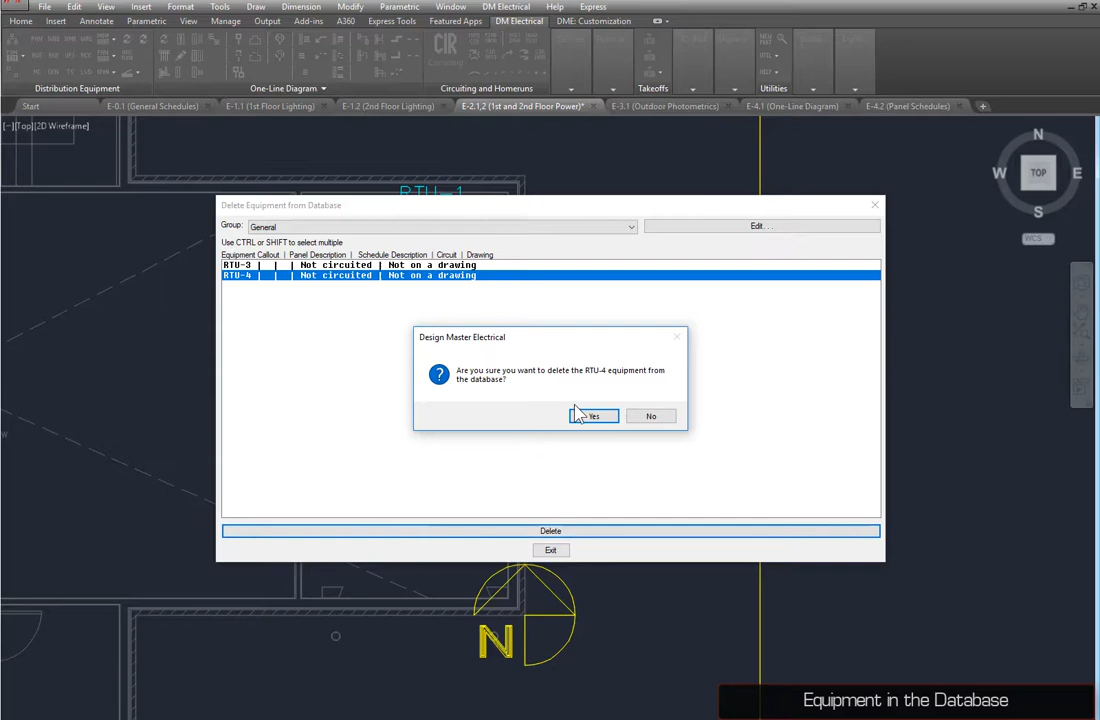 File Edit View Insert Format Tools Draw Dimension Modify Parametric Window DM Electrical Help Express
Home Insert Annotate Parametric View Manage Output Add-ins A360 Express Tools Featured Apps DM Electrical DME: Customization
CIR
Distribution Equipment One-Line Diagram Circuiting and Homeruns Takeoffs Utilities
Start E-0.1 (General Schedules) E-1.1 (1st Floor Lighting) E-1.2 (2nd Floor Lighting) E-2.1,2 (1st and 2nd Floor Power)* E-3.1 (Outdoor Photometrics) E-4.1 (One-Line Diagram) E-4.2 (Panel Schedules)
[−][Top][2D Wireframe]
N
W TOP E
S
WCS
RTU-1
Delete Equipment from Database
Group: General Edit. . .
Use CTRL or SHIFT to select multiple
Equipment Callout | Panel Description | Schedule Description | Circuit | Drawing
RTU-3 | | | Not circuited | Not on a drawing
RTU-4 | | | Not circuited | Not on a drawing
Design Master Electrical
Are you sure you want to delete the RTU-4 equipment from
the database?
Yes No
Delete
Exit
N
Equipment in the Database